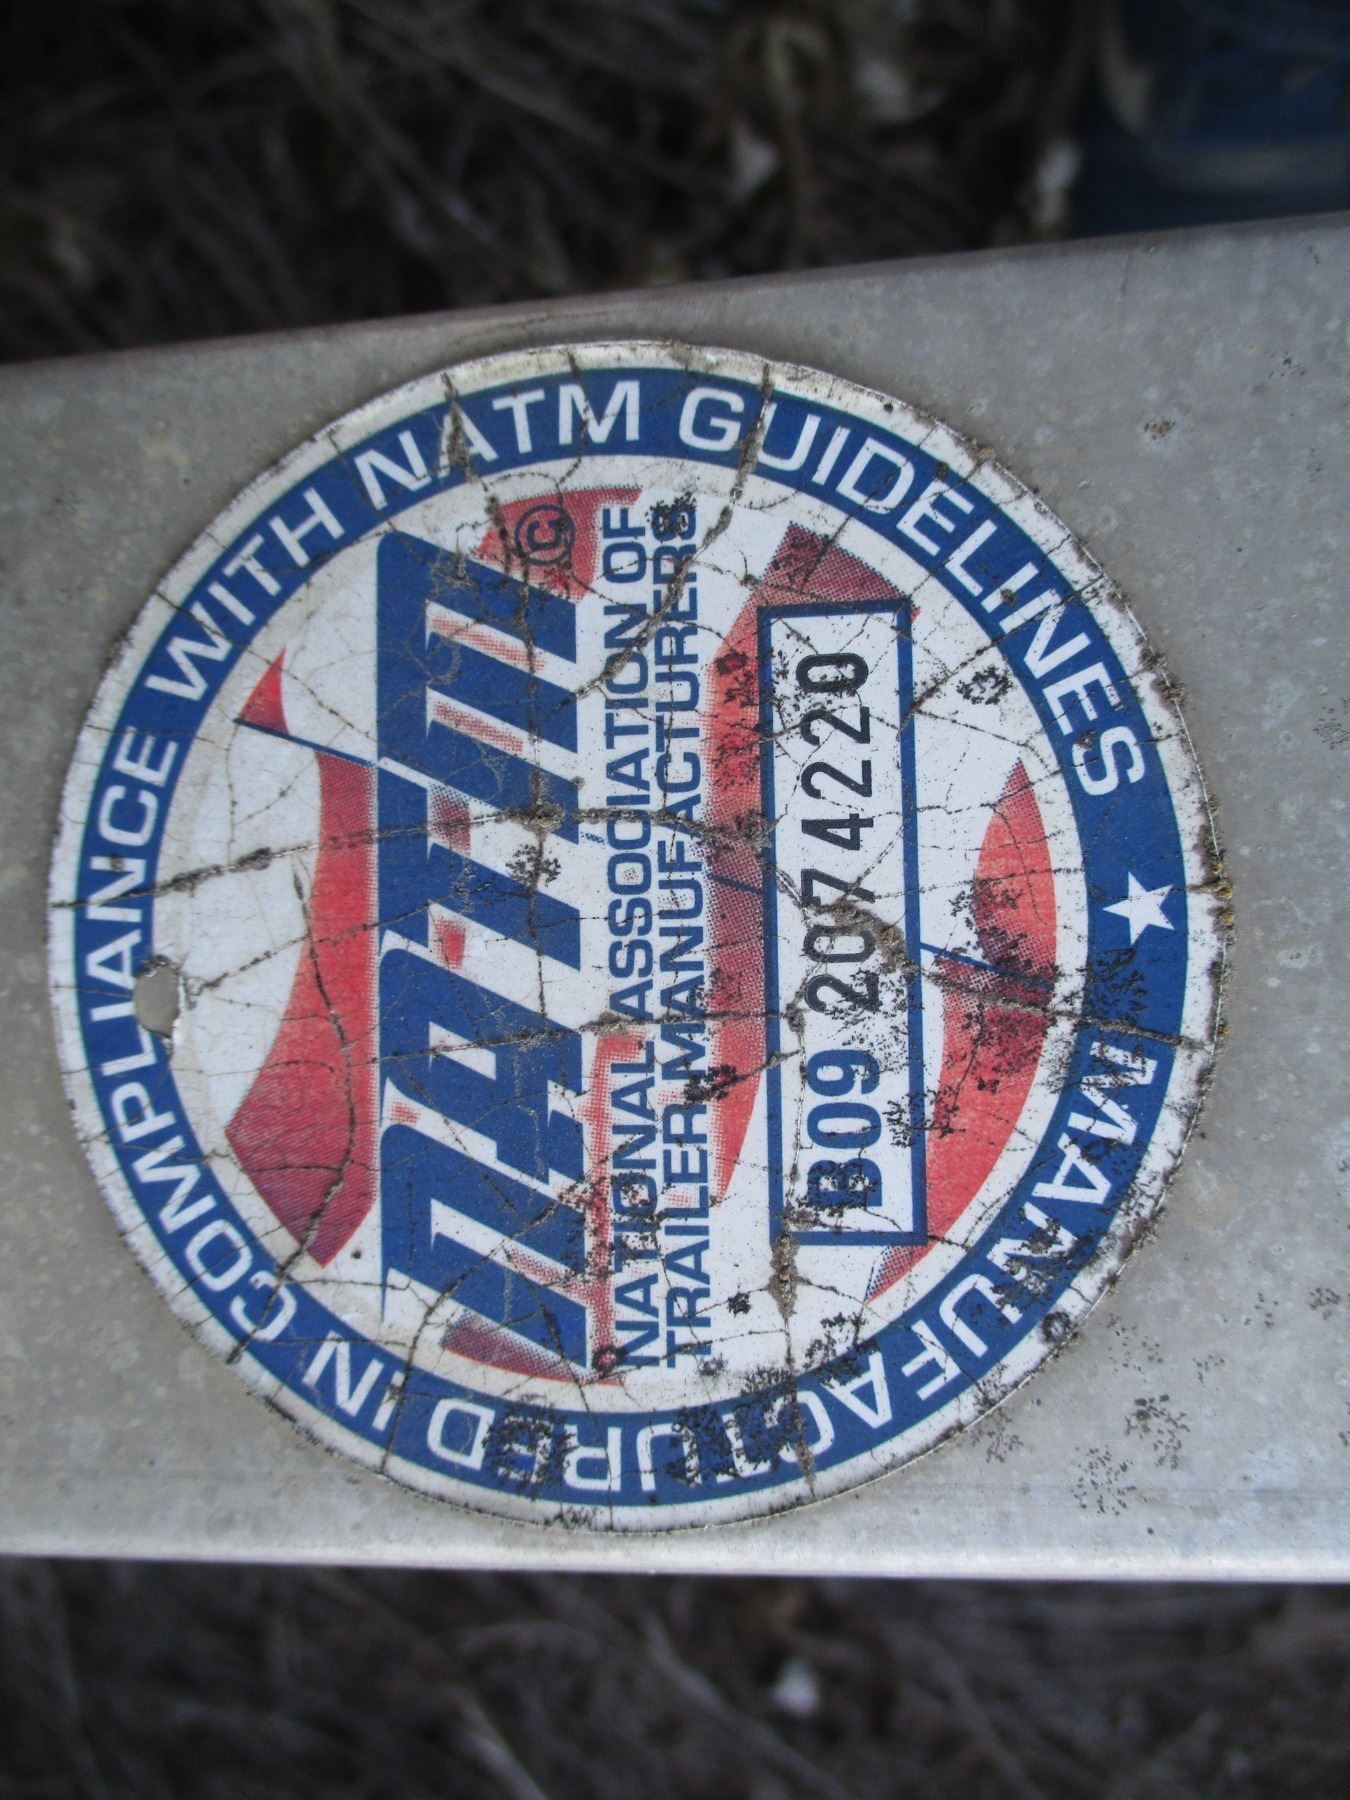 MANUFACTURED IN COMPLIANCE WITH NATM GUIDELINES
NATM©
NATIONAL ASSOCIATION OF
TRAILER MANUFACTURERS
B09 2074220